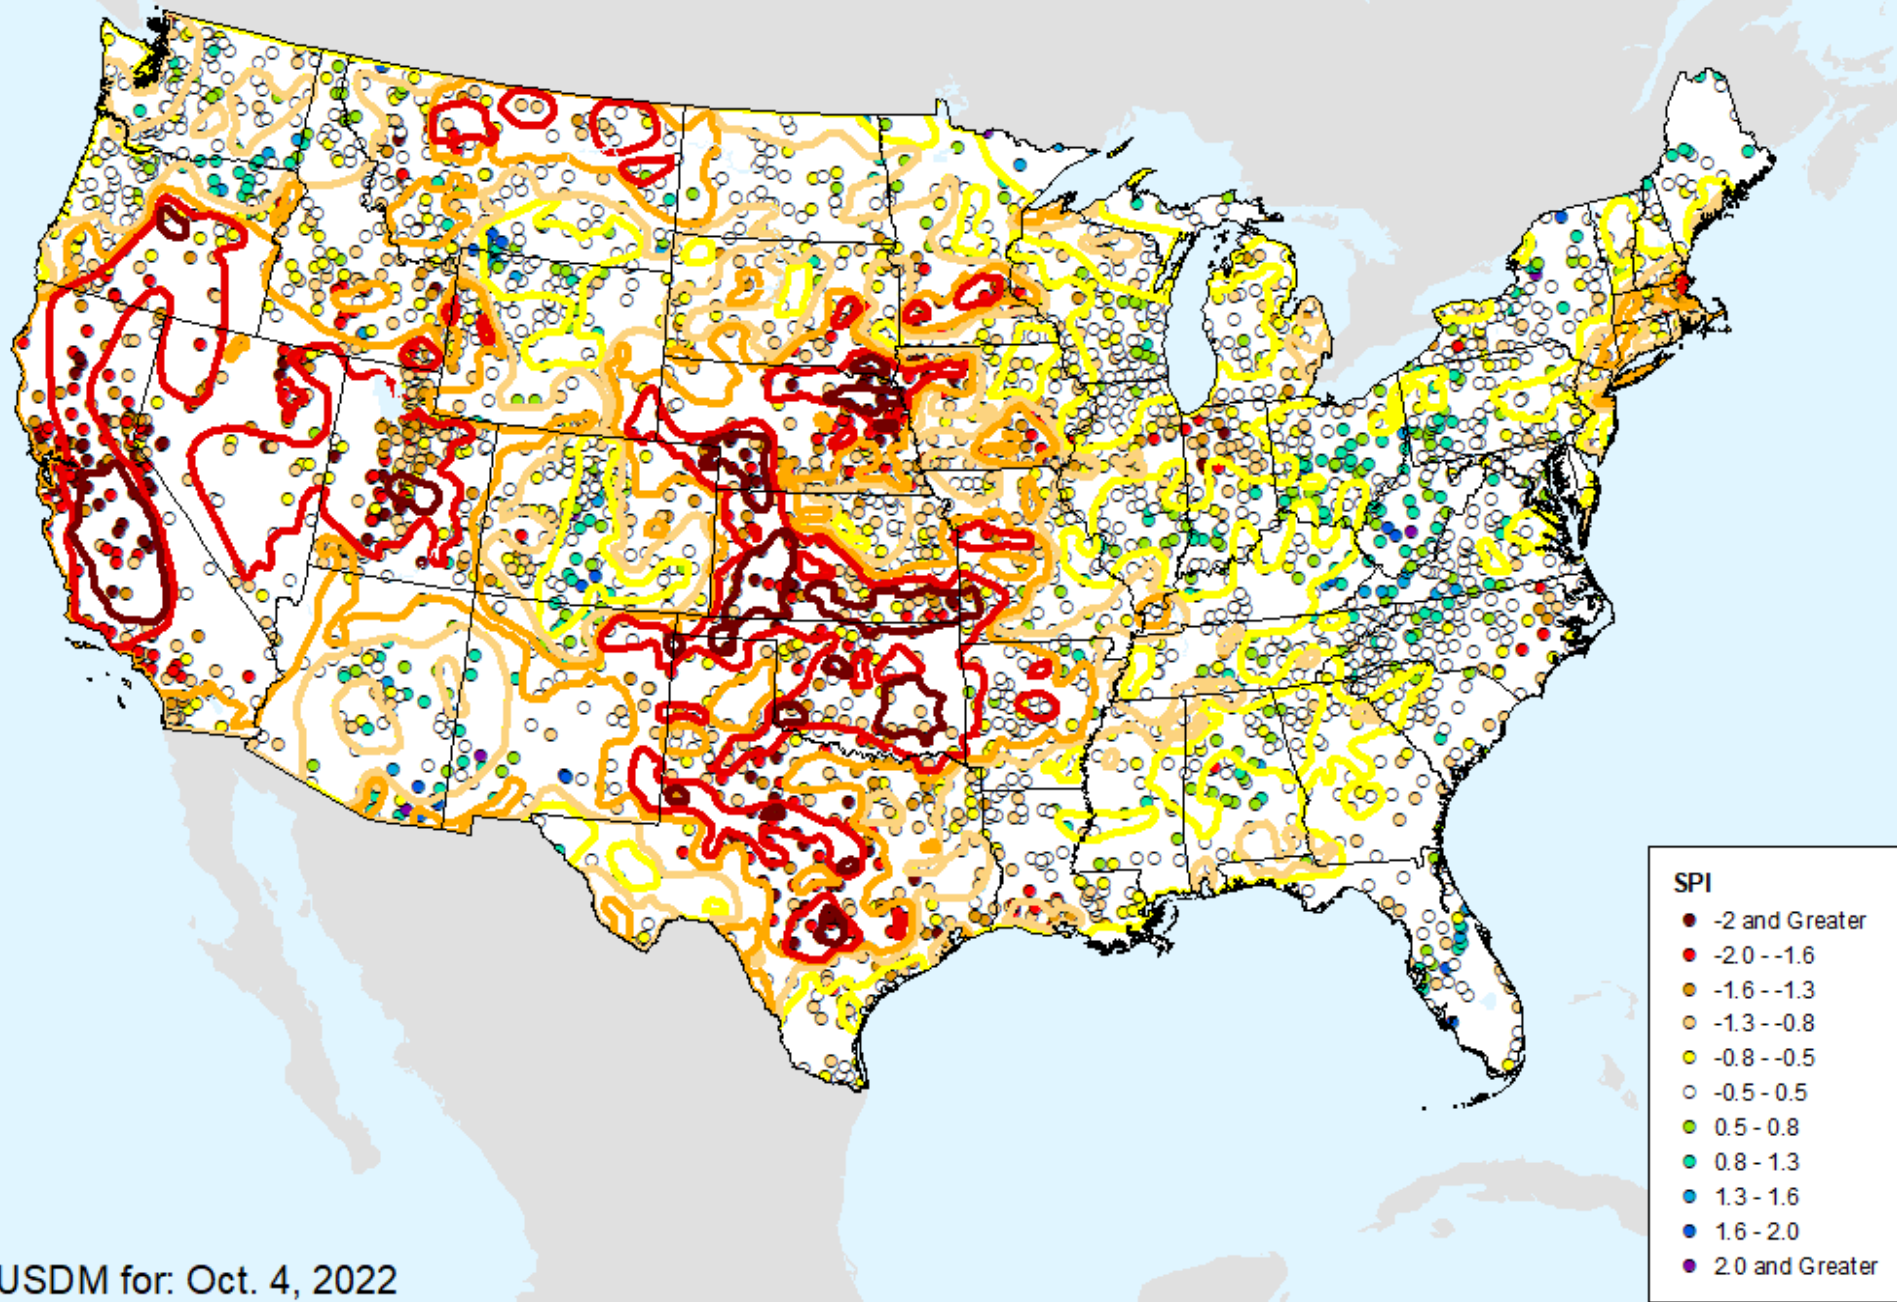 SPI
-2 and Greater
-2.0 - -1.6
-1.6 - -1.3
-1.3 - -0.8
-0.8 - -0.5
-0.5 - 0.5
0.5 - 0.8
0.8 - 1.3
1.3 - 1.6
1.6 - 2.0
2.0 and Greater
USDM for: Oct. 4, 2022